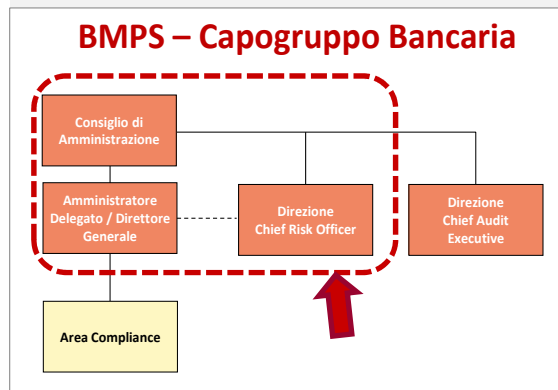 BMPS – Capogruppo Bancaria
Consiglio di
Amministrazione
Amministratore
Delegato / Direttore
Generale
Direzione
Chief Risk Officer
Direzione
Chief Audit
Executive
Area Compliance